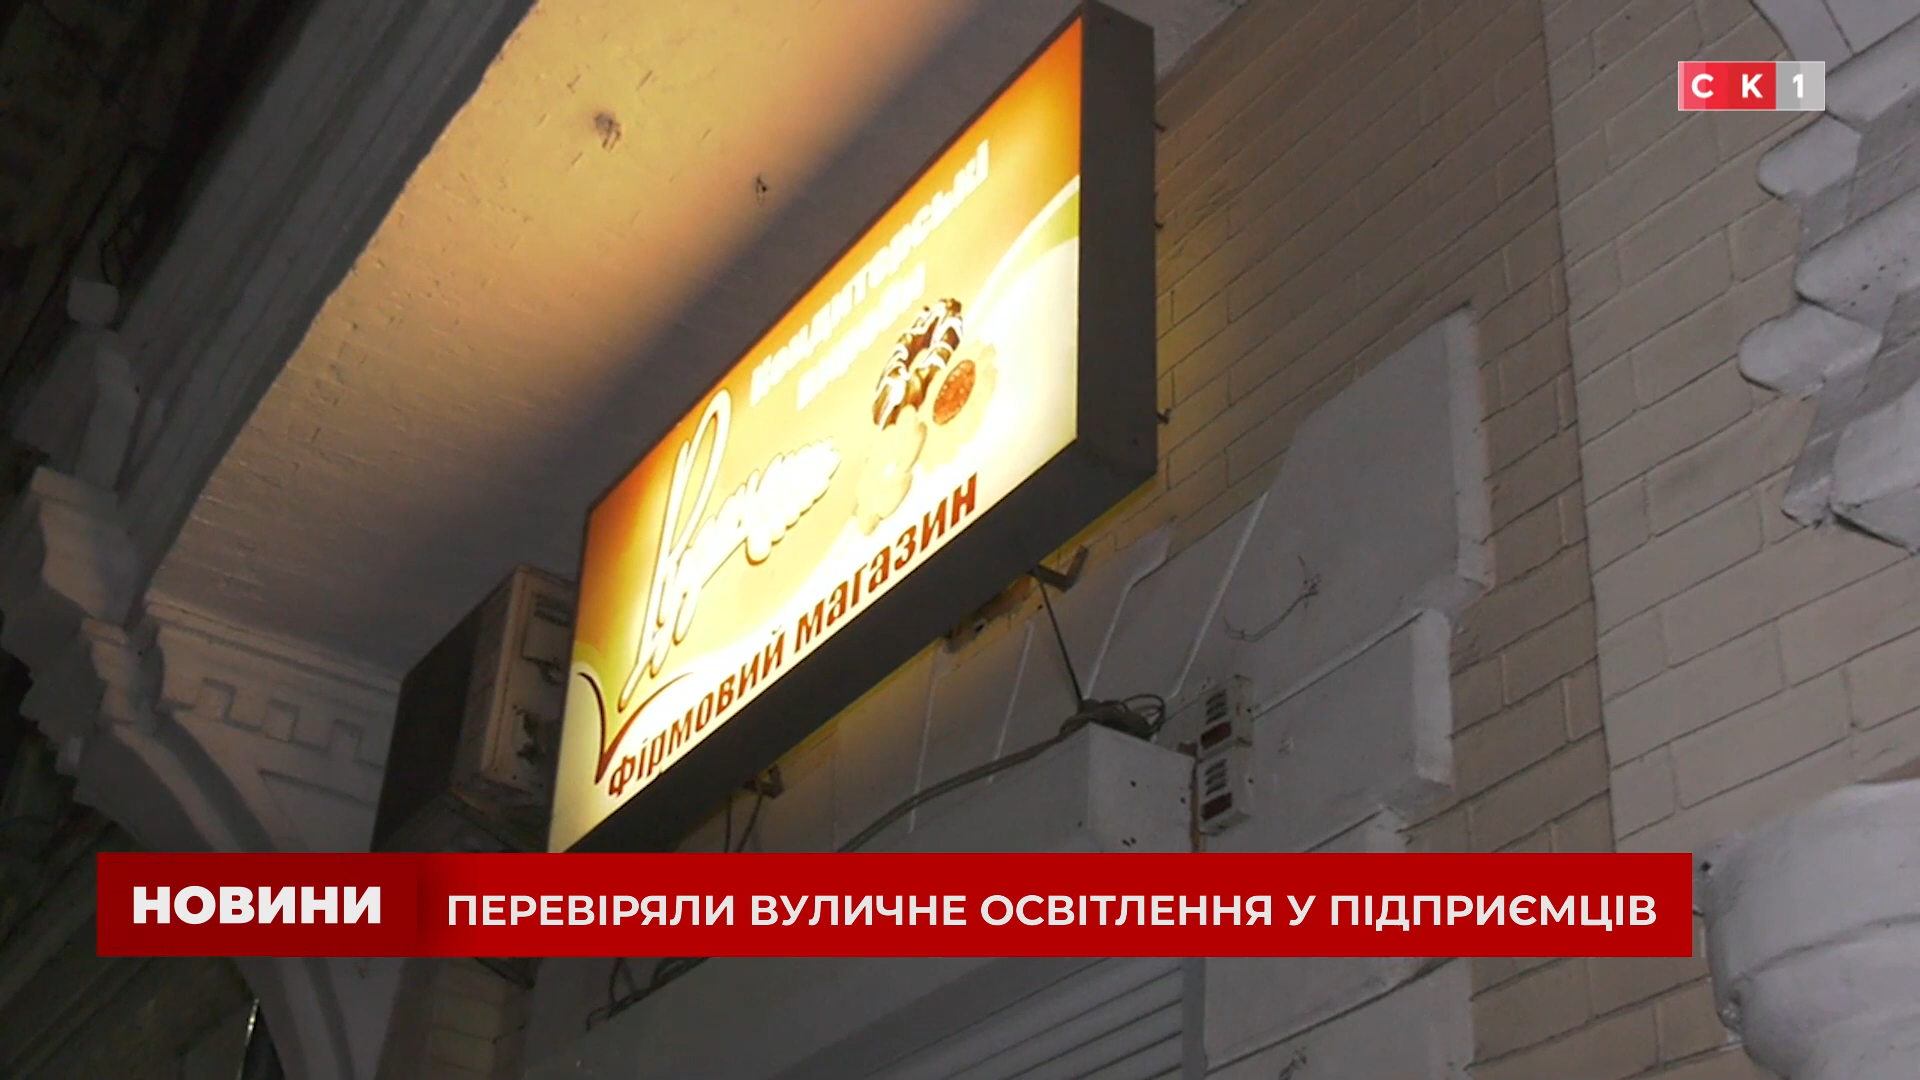 СК1
кондитерські
вироби
фірмовий магазин
НОВИНИ
ПЕРЕВІРЯЛИ ВУЛИЧНЕ ОСВІТЛЕННЯ У ПІДПРИЄМЦІВ